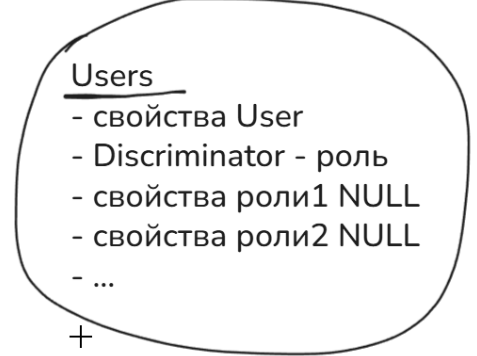 Users
- свойства User
- Discriminator - роль
- свойства роли1 NULL
- свойства роли2 NULL
- ...